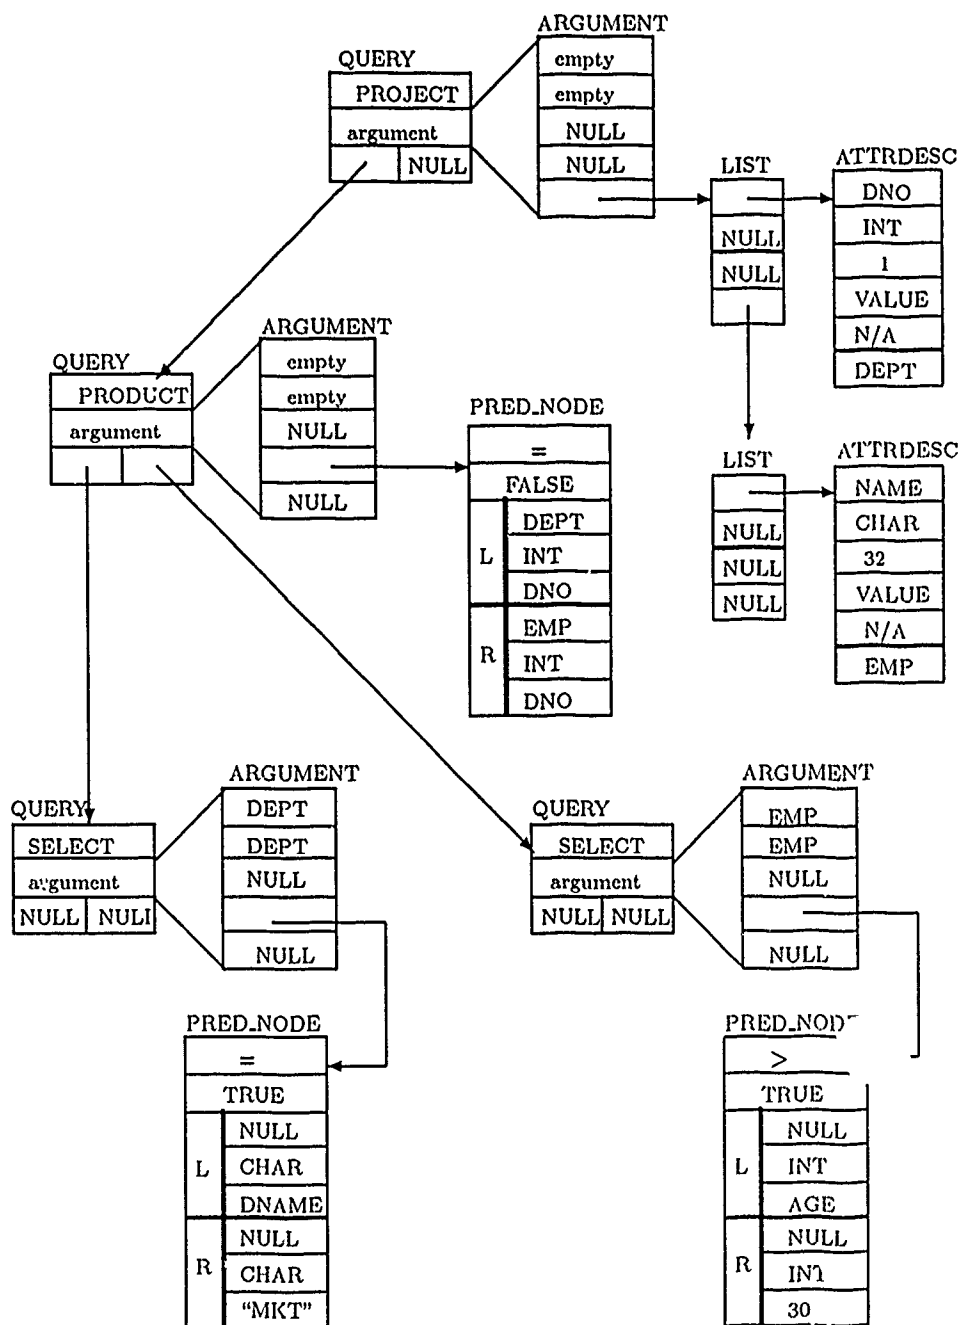 ARGUMENT
empty
empty
NULL
NULL
QUERY
PROJECT
argument
NULL
LIST
NULL
NULL
ATTRDESC
DNO
INT
1
VALUE
N/A
DEPT
QUERY
PRODUCT
argument
ARGUMENT
empty
empty
NULL
NULL
PRED_NODE
=
FALSE
L
DEPT
INT
DNO
R
EMP
INT
DNO
LIST
NULL
NULL
NULL
ATTRDESC
NAME
CHAR
32
VALUE
N/A
EMP
QUERY
SELECT
argument
NULL NULL
ARGUMENT
DEPT
DEPT
NULL
NULL
PRED_NODE
=
TRUE
L
NULL
CHAR
DNAME
R
NULL
CHAR
“MKT”
QUERY
SELECT
argument
NULL NULL
ARGUMENT
EMP
EMP
NULL
NULL
PRED_NODE
>
TRUE
L
NULL
INT
AGE
R
NULL
INT
30